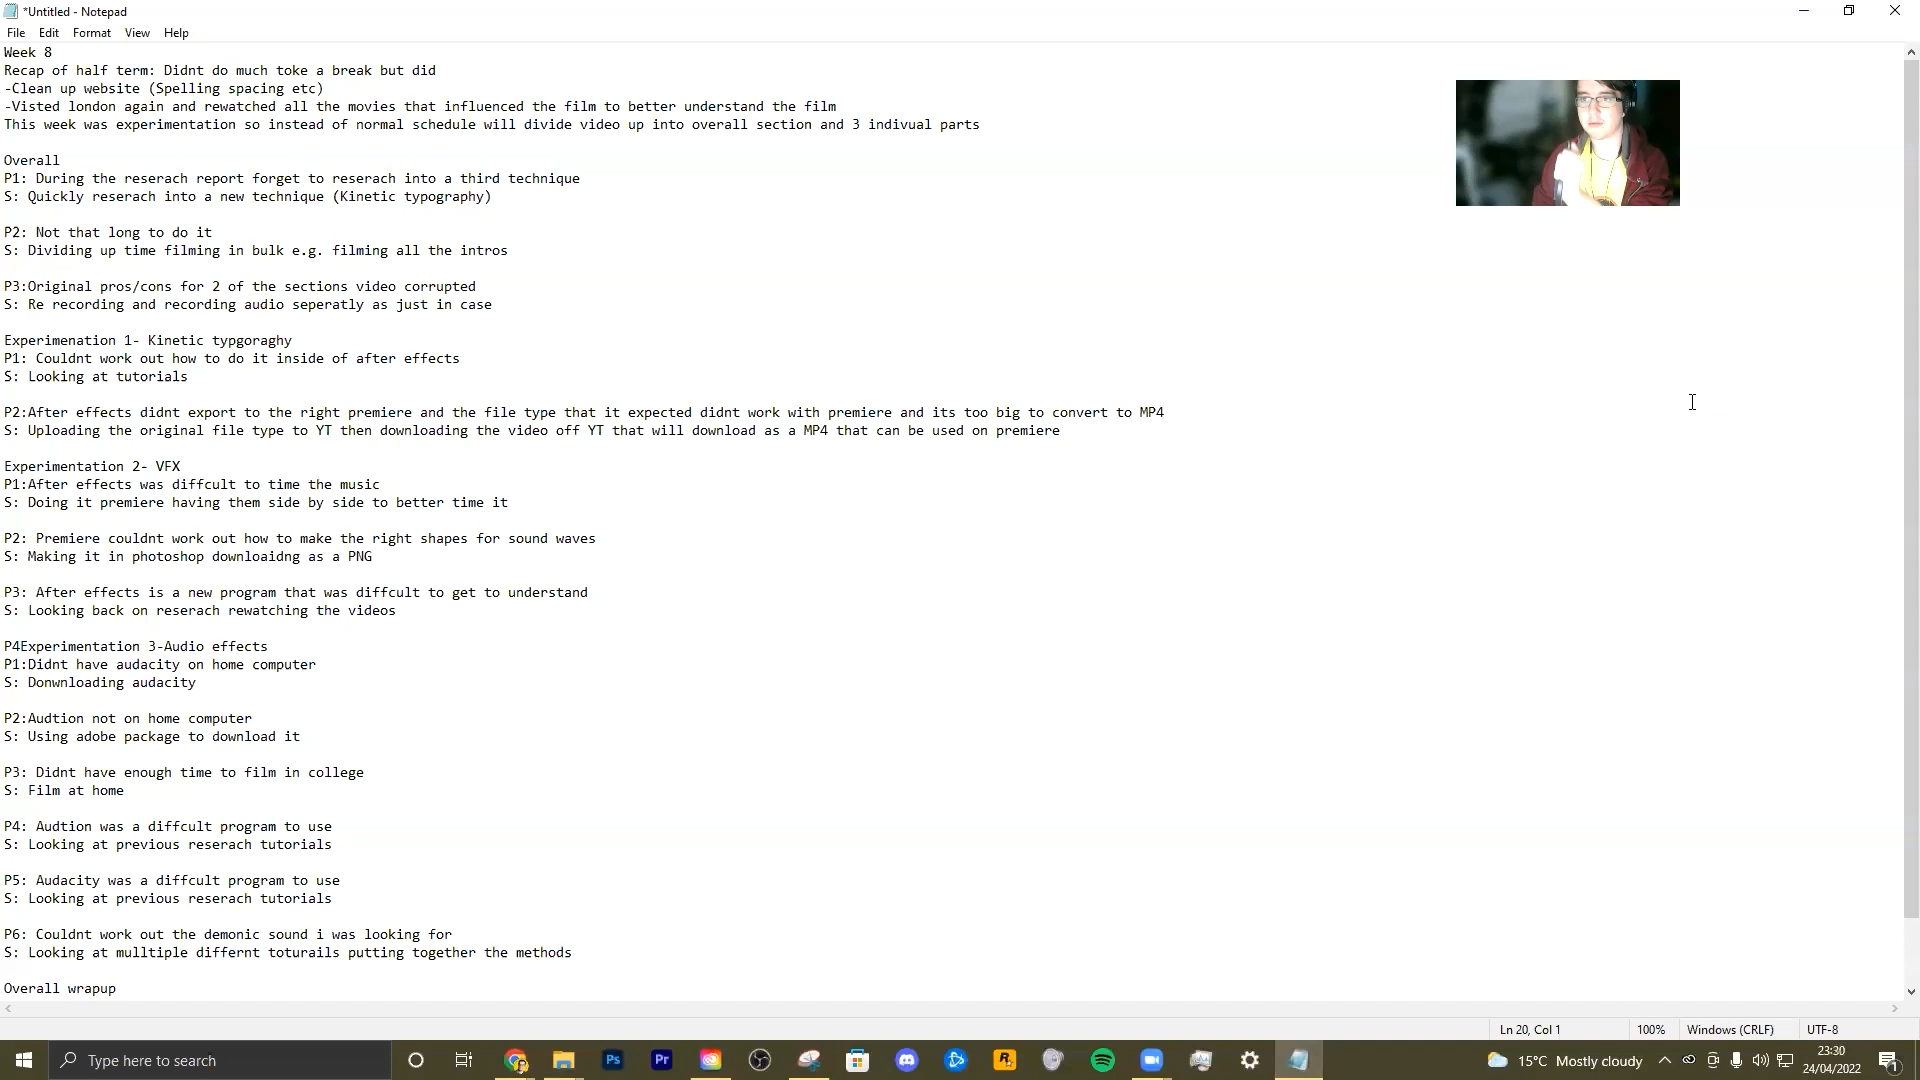 *Untitled - Notepad
File Edit Format View Help
Week 8
Recap of half term: Didnt do much toke a break but did
-Clean up website (Spelling spacing etc)
-Visted london again and rewatched all the movies that influenced the film to better understand the film
This week was experimentation so instead of normal schedule will divide video up into overall section and 3 indivual parts
Overall
P1: During the reserach report forget to reserach into a third technique
S: Quickly reserach into a new technique (Kinetic typography)
P2: Not that long to do it
S: Dividing up time filming in bulk e.g. filming all the intros
P3:Original pros/cons for 2 of the sections video corrupted
S: Re recording and recording audio seperatly as just in case
Experimenation 1- Kinetic typgoraghy
P1: Couldnt work out how to do it inside of after effects
S: Looking at tutorials
P2:After effects didnt export to the right premiere and the file type that it expected didnt work with premiere and its too big to convert to MP4
S: Uploading the original file type to YT then downloading the video off YT that will download as a MP4 that can be used on premiere
Experimentation 2- VFX
P1:After effects was diffcult to time the music
S: Doing it premiere having them side by side to better time it
P2: Premiere couldnt work out how to make the right shapes for sound waves
S: Making it in photoshop downloaidng as a PNG
P3: After effects is a new program that was diffcult to get to understand
S: Looking back on reserach rewatching the videos
P4Experimentation 3-Audio effects
P1:Didnt have audacity on home computer
S: Donwnloading audacity
P2:Audtion not on home computer
S: Using adobe package to download it
P3: Didnt have enough time to film in college
S: Film at home
P4: Audtion was a diffcult program to use
S: Looking at previous reserach tutorials
P5: Audacity was a diffcult program to use
S: Looking at previous reserach tutorials
P6: Couldnt work out the demonic sound i was looking for
S: Looking at mulltiple differnt toturails putting together the methods
Overall wrapup
Ln 20, Col 1 100% Windows (CRLF) UTF-8
Type here to search
Ps
Pr
R
15°C Mostly cloudy
23:30
24/04/2022
1